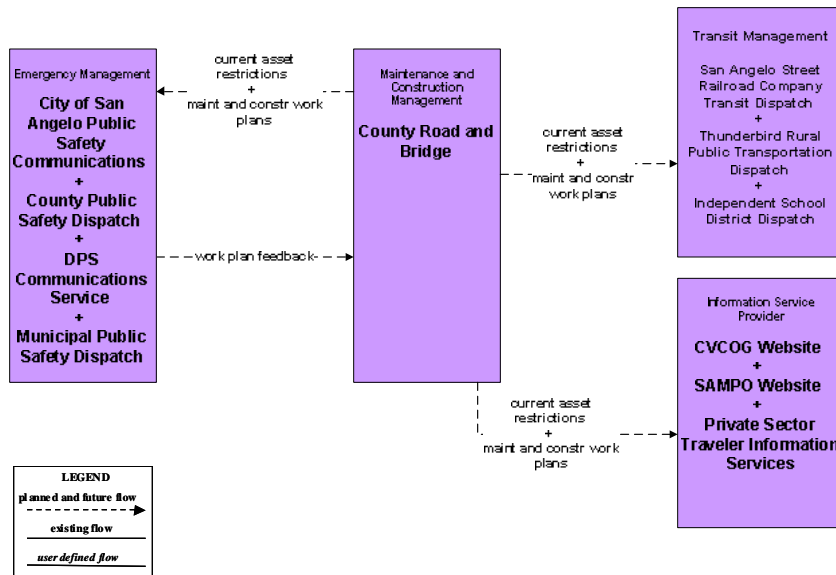 Emergency Management
City of San
Angelo Public
Safety
Communications
+
County Public
Safety Dispatch
+
DPS
Communications
Service
+
Municipal Public
Safety Dispatch
current asset
restrictions
+
maint and constr work
plans
work plan feedback
Maintenance and
Construction
Management
County Road and
Bridge
current asset
restrictions
+
maint and constr
work plans
Transit Management
San Angelo Street
Railroad Company
Transit Dispatch
+
Thunderbird Rural
Public Transportation
Dispatch
+
Independent School
District Dispatch
current asset
restrictions
+
maint and constr work
plans
Information Service
Provider
CVCOG Website
+
SAMPO Website
+
Private Sector
Traveler Information
Services
LEGEND
planned and future flow
existing flow
user defined flow